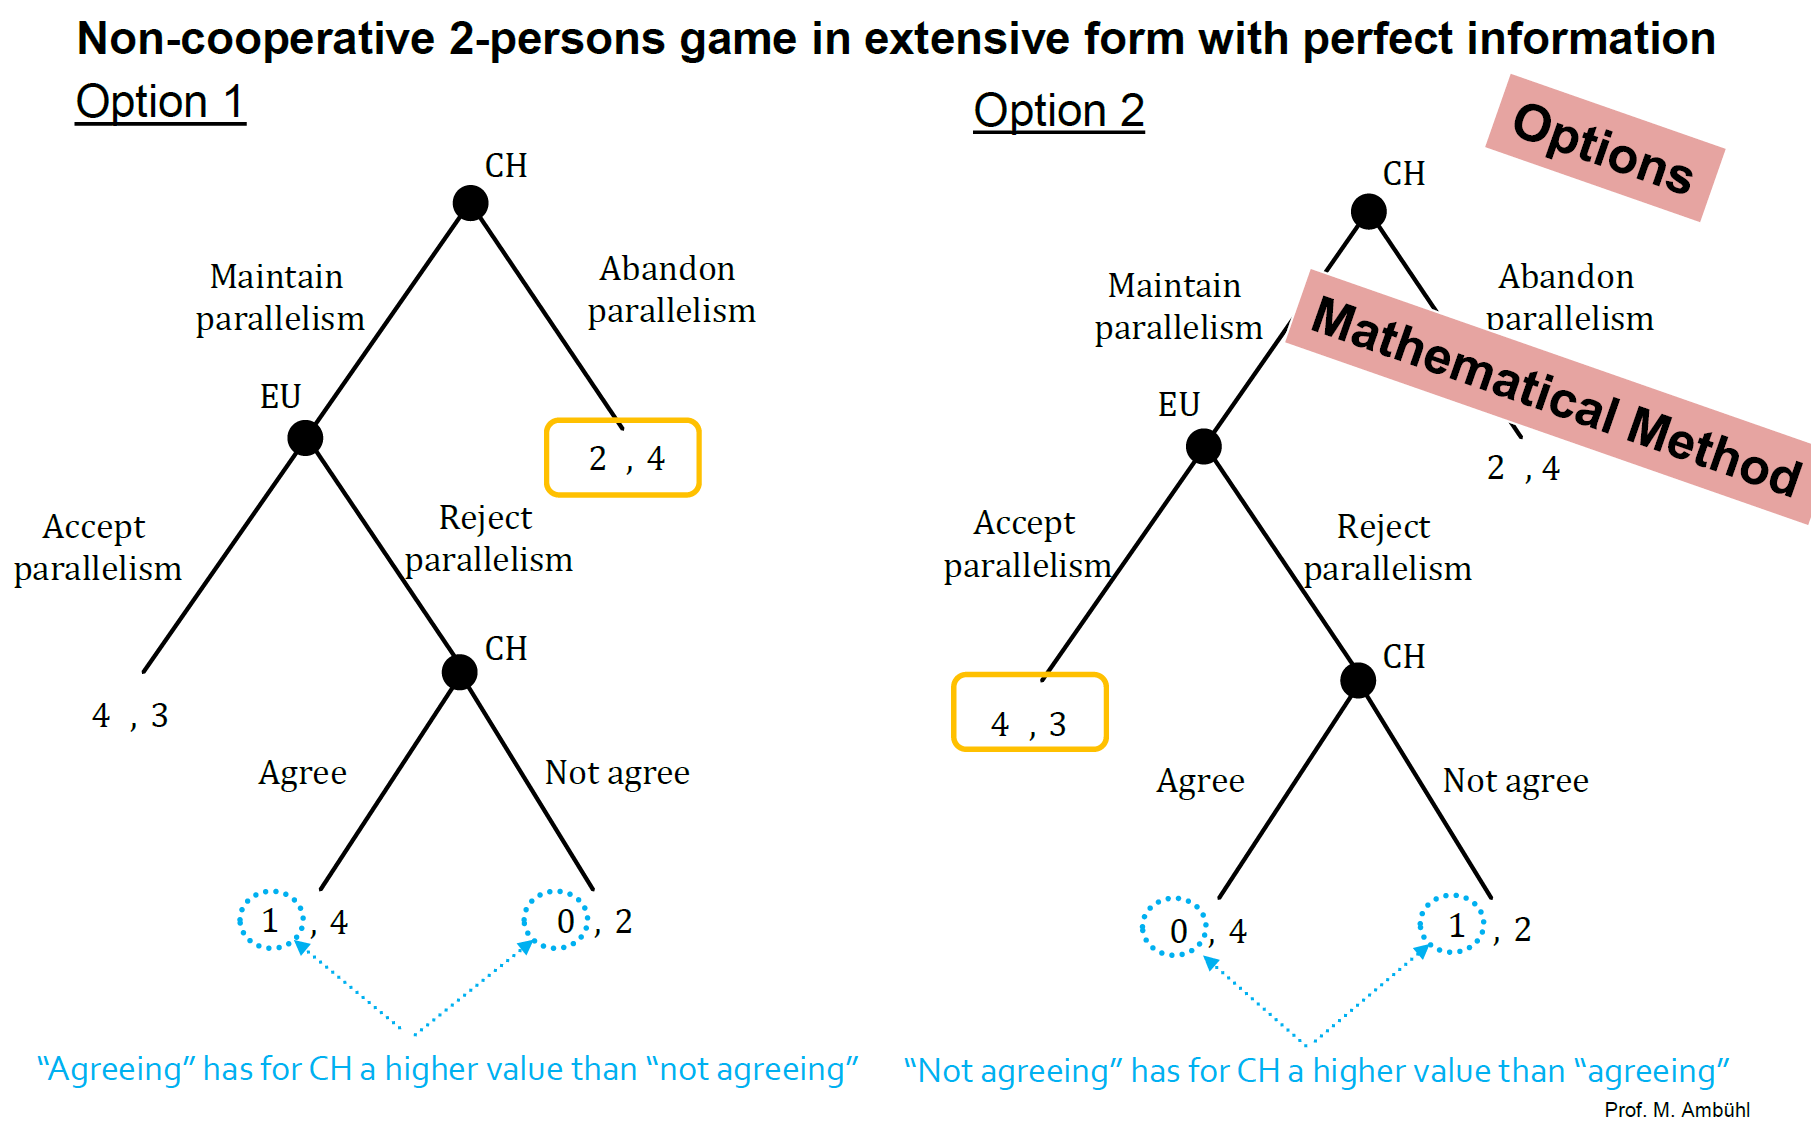 Non-cooperative 2-persons game in extensive form with perfect information
Option 1
CH
Maintain
parallelism
Abandon
parallelism
EU
2 , 4
Accept
parallelism
Reject
parallelism
CH
4 , 3
Agree
Not agree
1 , 4
0 , 2
“Agreeing” has for CH a higher value than “not agreeing”
Option 2
Options
CH
Maintain
parallelism
Abandon
parallelism
Mathematical Method
EU
2 , 4
Accept
parallelism
Reject
parallelism
CH
4 , 3
Agree
Not agree
0 , 4
1 , 2
“Not agreeing” has for CH a higher value than “agreeing”
Prof. M. Ambühl